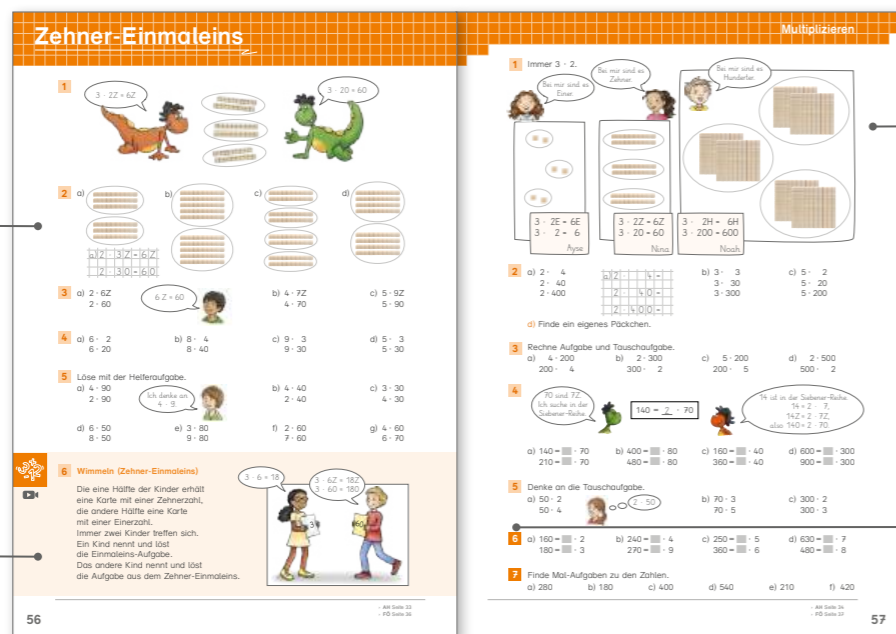 Zehner-Einmaleins
1
3 · 2Z = 6Z
3 · 20 = 60
2 a) b) c) d)
a) 2 · 3Z = 6Z
2 · 30 = 60
3 a) 2 · 6Z
2 · 60
6 Z = 60
b) 4 · 7Z
4 · 70
c) 5 · 9Z
5 · 90
4 a) 6 · 2
6 · 20
b) 8 · 4
8 · 40
c) 9 · 3
9 · 30
d) 5 · 3
5 · 30
5 Löse mit der Helferaufgabe.
a) 4 · 90
2 · 90
Ich denke an
4 · 9.
b) 4 · 40
2 · 40
c) 3 · 30
4 · 30
d) 6 · 50
8 · 50
e) 3 · 80
9 · 80
f) 2 · 60
7 · 60
g) 4 · 60
6 · 70
6 Wimmeln (Zehner-Einmaleins)
Die eine Hälfte der Kinder erhält
eine Karte mit einer Zehnerzahl,
die andere Hälfte eine Karte
mit einer Einerzahl.
Immer zwei Kinder treffen sich.
Ein Kind nennt und löst
die Einmaleins-Aufgabe.
Das andere Kind nennt und löst
die Aufgabe aus dem Zehner-Einmaleins.
3 · 6 = 18
3 · 6Z = 18Z
3 · 60 = 180
3
60
AH Seite 33
FÖ Seite 36
56
Multiplizieren
1 Immer 3 · 2.
Bei mir sind es
Einer.
Bei mir sind es
Zehner.
Bei mir sind es
Hunderter.
3 · 2E = 6E
3 · 2 = 6
Ayse
3 · 2Z = 6Z
3 · 20 = 60
Nina
3 · 2H = 6H
3 · 200 = 600
Noah
2 a) 2 · 4
2 · 40
2 · 400
a) 2 · 4 =
2 · 40 =
2 · 400 =
b) 3 · 3
3 · 30
3 · 300
c) 5 · 2
5 · 20
5 · 200
d) Finde ein eigenes Päckchen.
3 Rechne Aufgabe und Tauschaufgabe.
a) 4 · 200
200 · 4
b) 2 · 300
300 · 2
c) 5 · 200
200 · 5
d) 2 · 500
500 · 2
4
70 sind 7Z.
Ich suche in der
Siebener-Reihe.
140 = 2 · 70
14 ist in der Siebener-Reihe.
14 = 2 · 7,
14Z = 2 · 7Z,
also 140 = 2 · 70.
a) 140 = · 70
210 = · 70
b) 400 = · 80
480 = · 80
c) 160 = · 40
360 = · 40
d) 600 = · 300
900 = · 300
5 Denke an die Tauschaufgabe.
a) 50 · 2
50 · 4
2 · 50
b) 70 · 3
70 · 5
c) 300 · 2
300 · 3
6 a) 160 = · 2
180 = · 3
b) 240 = · 4
270 = · 9
c) 250 = · 5
360 = · 6
d) 630 = · 7
480 = · 8
7 Finde Mal-Aufgaben zu den Zahlen.
a) 280 b) 180 c) 400 d) 540 e) 210 f) 420
AH Seite 34
FÖ Seite 37
57